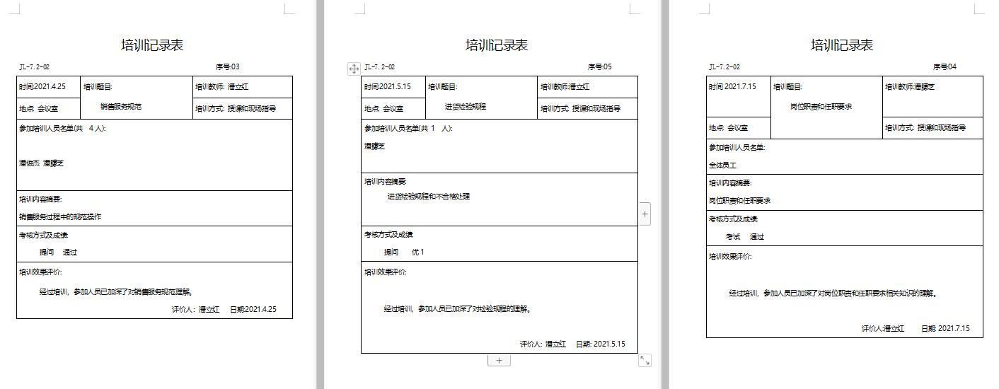 培训记录表
JL-7.2-02 序号:03
时间:2021.4.25 培训题目: 培训教师: 潘立红
销售服务规范
地点: 会议室 培训方式: 授课和现场指导
参加培训人员名单(共 4 人):
潘俊杰 潘朦芝
培训内容摘要:
销售服务过程中的规范操作
考核方式及成绩:
提问 通过
培训效果评价:
经过培训，参加人员已加深了对销售服务规范理解。
评价人: 潘立红 日期:2021.4.25
培训记录表
JL-7.2-02 序号:05
时间:2021.5.15 培训题目: 培训教师:潘立红
进货检验规程
地点: 会议室 培训方式: 授课和现场指导
参加培训人员名单(共 1 人):
潘朦芝
培训内容摘要:
进货检验规程和不合格处理
考核方式及成绩:
提问 优 1
培训效果评价:
经过培训，参加人员已加深了对检验规程的理解。
评价人: 潘立红 日期: 2021.5.15
培训记录表
JL-7.2-02 序号:04
时间 2021.7.15 培训题目: 培训教师:潘朦芝
岗位职责和任职要求
地点: 会议室 培训方式: 授课和现场指导
参加培训人员名单:
全体员工
培训内容摘要:
岗位职责和任职要求
考核方式及成绩:
考试 通过
培训效果评价:
经过培训，参加人员已加深了对岗位职责和任职要求相关知识的理解。
评价人:潘立红 日期: 2021.7.15